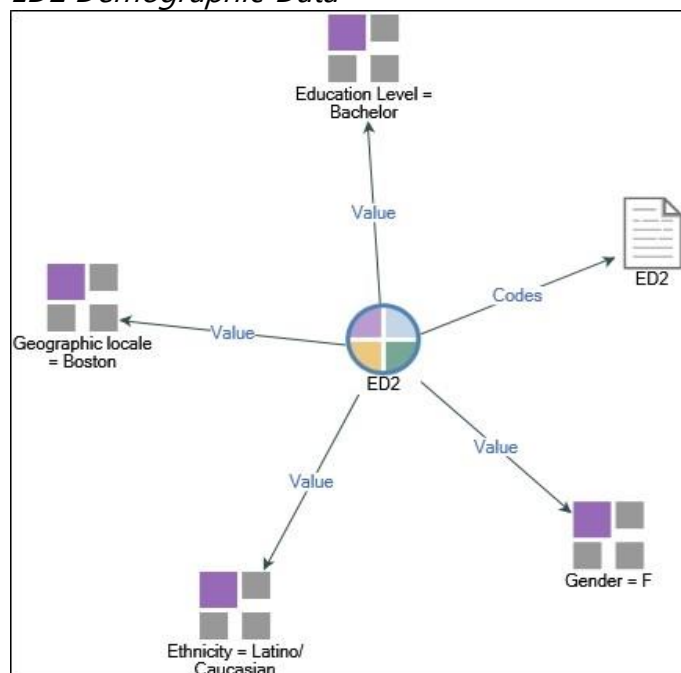 ED2 Demographic Data
Education Level =
Bachelor
Value
ED2
Codes
Geographic locale
= Boston
Value
ED2
Value
Value
Gender = F
Ethnicity = Latino/
Caucasian